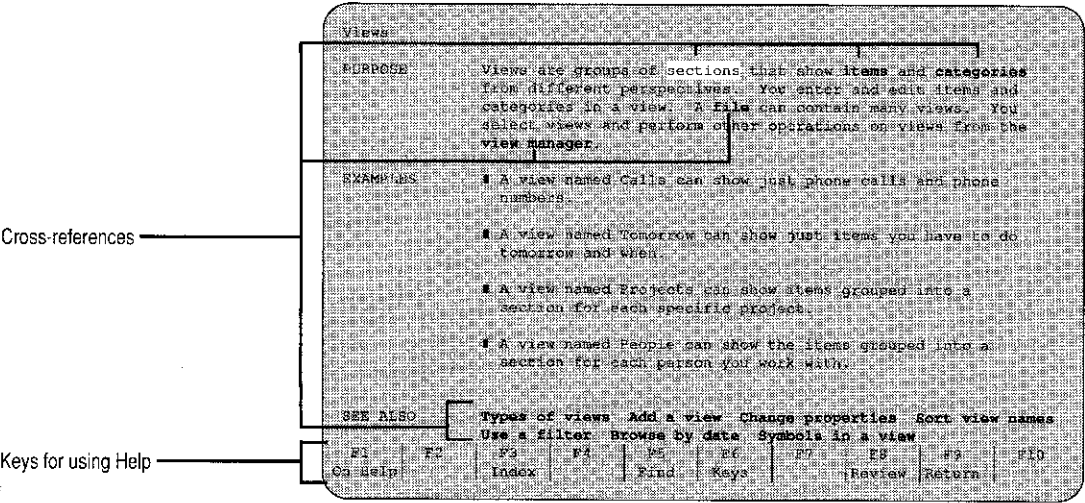 Views
PURPOSE Views are groups of sections that show items and categories
from different perspectives. You enter and edit items and
categories in a view. A file can contain many views. You
select views and perform other operations on views from the
view manager.
EXAMPLES ▮ A view named Calls can show just phone calls and phone
numbers.
▮ A view named Tomorrow can show just items you have to do
tomorrow and when.
Cross-references
▮ A view named Projects can show items grouped into a
section for each specific project.
▮ A view named People can show the items grouped into a
section for each person you work with.
SEE ALSO Types of views Add a view Change properties Sort view names
Use a filter Browse by date Symbols in a view
Keys for using Help
F1 F2 F3 F4 F5 F6 F7 F8 F9 F10
On Help Index Find Keys Review Return